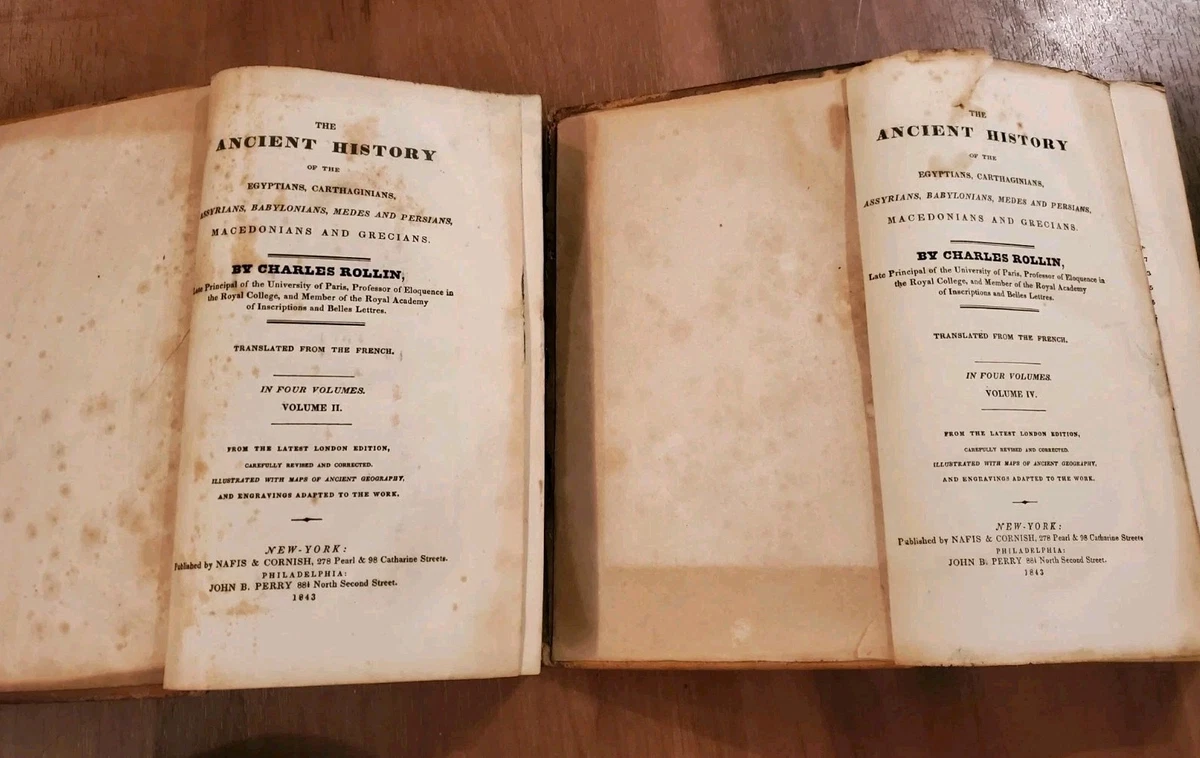 THE
ANCIENT HISTORY
OF THE
EGYPTIANS, CARTHAGINIANS,
ASSYRIANS, BABYLONIANS, MEDES AND PERSIANS,
MACEDONIANS AND GRECIANS.
BY CHARLES ROLLIN,
Late Principal of the University of Paris, Professor of Eloquence in
the Royal College, and Member of the Royal Academy
of Inscriptions and Belles Lettres.
TRANSLATED FROM THE FRENCH.
IN FOUR VOLUMES.
VOLUME II.
FROM THE LATEST LONDON EDITION,
CAREFULLY REVISED AND CORRECTED.
ILLUSTRATED WITH MAPS OF ANCIENT GEOGRAPHY,
AND ENGRAVINGS ADAPTED TO THE WORK.
NEW-YORK:
Published by NAFIS & CORNISH, 278 Pearl & 98 Catharine Streets.
PHILADELPHIA:
JOHN B. PERRY 88½ North Second Street.
1843
THE
ANCIENT HISTORY
OF THE
EGYPTIANS, CARTHAGINIANS,
ASSYRIANS, BABYLONIANS, MEDES AND PERSIANS,
MACEDONIANS AND GRECIANS.
BY CHARLES ROLLIN,
Late Principal of the University of Paris, Professor of Eloquence in
the Royal College, and Member of the Royal Academy
of Inscriptions and Belles Lettres.
TRANSLATED FROM THE FRENCH.
IN FOUR VOLUMES.
VOLUME IV.
FROM THE LATEST LONDON EDITION,
CAREFULLY REVISED AND CORRECTED.
ILLUSTRATED WITH MAPS OF ANCIENT GEOGRAPHY,
AND ENGRAVINGS ADAPTED TO THE WORK.
NEW-YORK:
Published by NAFIS & CORNISH, 278 Pearl & 98 Catharine Streets
PHILADELPHIA:
JOHN B. PERRY 88½ North Second Street.
1843